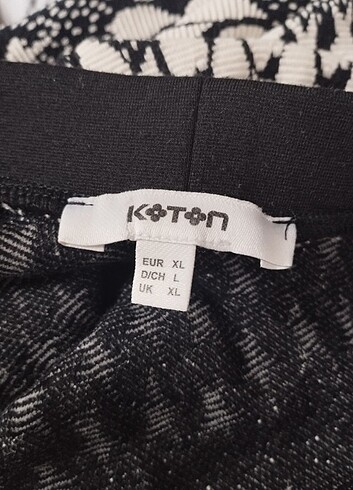 KOTON
EUR XL
D/CH L
UK XL